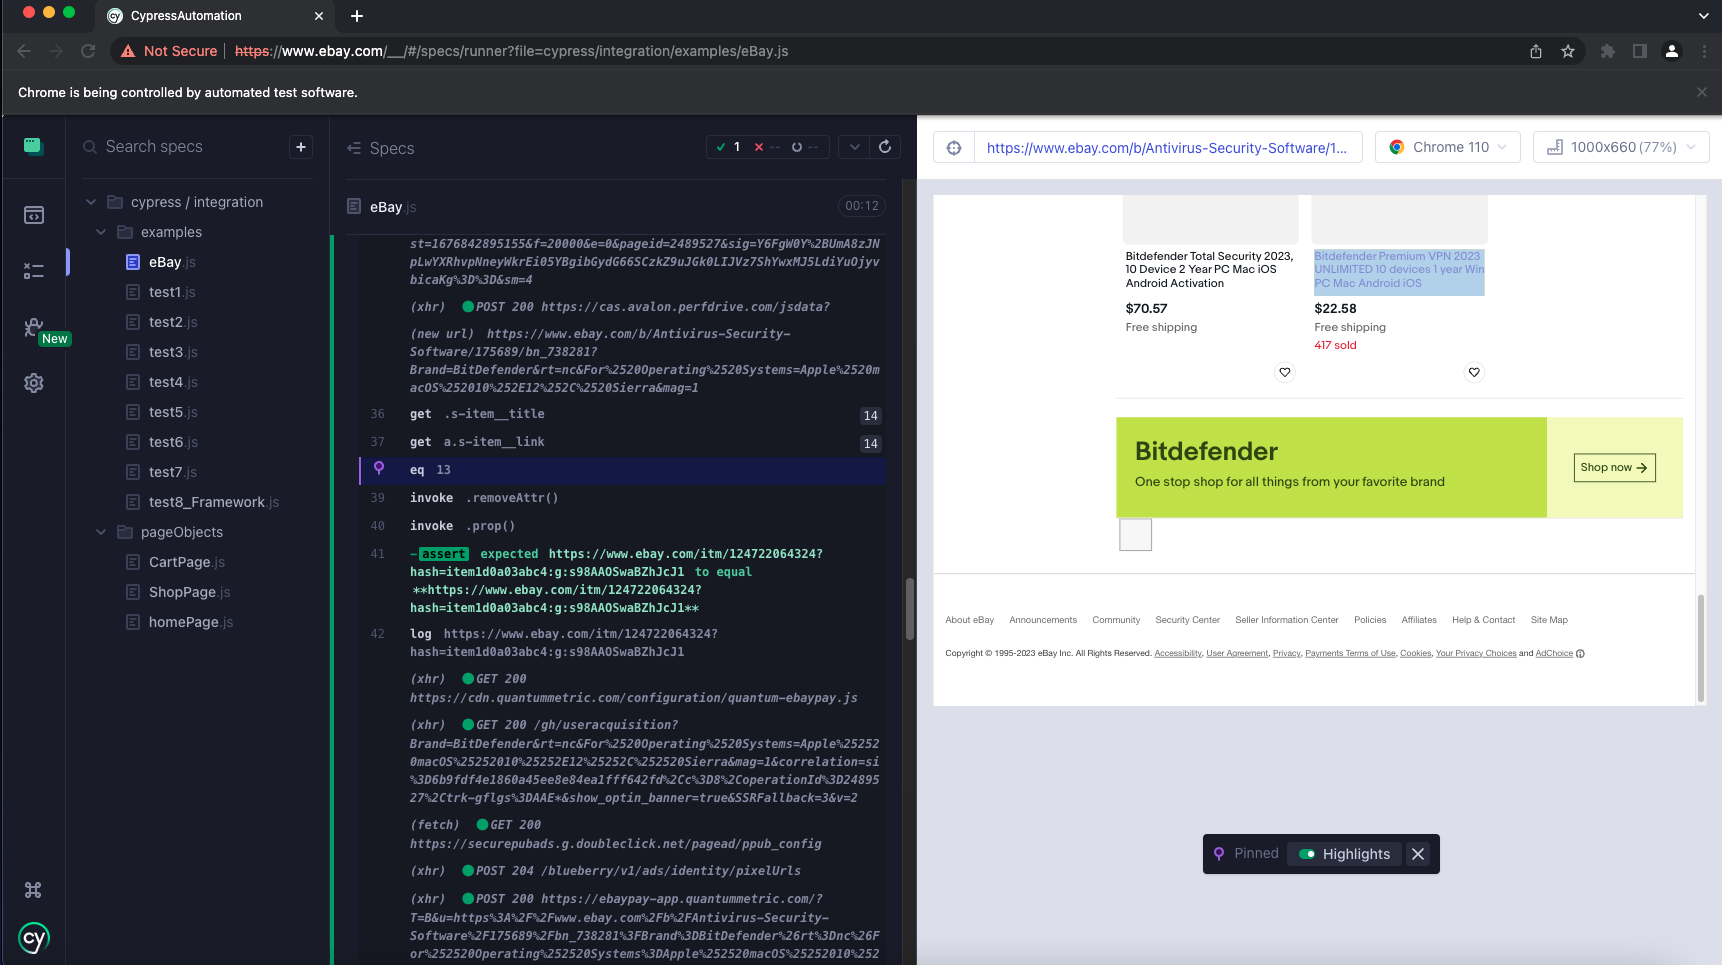 CypressAutomation
Not Secure https://www.ebay.com/__/#/specs/runner?file=cypress/integration/examples/eBay.js
Chrome is being controlled by automated test software.
Search specs
cypress / integration
examples
eBay.js
test1.js
test2.js
test3.js
test4.js
test5.js
test6.js
test7.js
test8_Framework.js
pageObjects
CartPage.js
ShopPage.js
homePage.js
New
cy
Specs
1 -- --
eBay.js 00:12
st=1676842895155&f=20000&e=0&pageid=2489527&sig=Y6FgW0Y%2BUmA8zJN
pLwYXRhvpNneyWkrEi05YBgibGydG66SCzkZ9uJGk0LIJVz7ShYwxMJ5LdiYuOjyv
bicaKg%3D%3D&sm=4
(xhr) POST 200 https://cas.avalon.perfdrive.com/jsdata?
(new url) https://www.ebay.com/b/Antivirus-Security-
Software/175689/bn_738281?
Brand=BitDefender&rt=nc&For%2520Operating%2520Systems=Apple%2520m
acOS%252010%252E12%252C%2520Sierra&mag=1
36 get .s-item__title 14
37 get a.s-item__link 14
eq 13
39 invoke .removeAttr()
40 invoke .prop()
41 -assert expected https://www.ebay.com/itm/124722064324?
hash=item1d0a03abc4:g:s98AAOSwaBZhJcJ1 to equal
**https://www.ebay.com/itm/124722064324?
hash=item1d0a03abc4:g:s98AAOSwaBZhJcJ1**
42 log https://www.ebay.com/itm/124722064324?
hash=item1d0a03abc4:g:s98AAOSwaBZhJcJ1
(xhr) GET 200
https://cdn.quantummetric.com/configuration/quantum-ebaypay.js
(xhr) GET 200 /gh/useracquisition?
Brand=BitDefender&rt=nc&For%2520Operating%2520Systems=Apple%25252
0macOS%25252010%25252E12%25252C%252520Sierra&mag=1&correlation=si
%3D6b9fdf4e1860a45ee8e84ea1fff642fd%2Cc%3D8%2CoperationId%3D24895
27%2Ctrk-gflgs%3DAAE*&show_optin_banner=true&SSRFallback=3&v=2
(fetch) GET 200
https://securepubads.g.doubleclick.net/pagead/ppub_config
(xhr) POST 204 /blueberry/v1/ads/identity/pixelUrls
(xhr) POST 200 https://ebaypay-app.quantummetric.com/?
T=B&u=https%3A%2F%2Fwww.ebay.com%2Fb%2FAntivirus-Security-
Software%2F175689%2Fbn_738281%3FBrand%3DBitDefender%26rt%3Dnc%26F
or%252520Operating%252520Systems%3DApple%252520macOS%25252010%252
https://www.ebay.com/b/Antivirus-Security-Software/1...
Chrome 110
1000x660 (77%)
Bitdefender Total Security 2023,
10 Device 2 Year PC Mac iOS
Android Activation
$70.57
Free shipping
Bitdefender Premium VPN 2023
UNLIMITED 10 devices 1 year Win
PC Mac Android iOS
$22.58
Free shipping
417 sold
Bitdefender
One stop shop for all things from your favorite brand
Shop now
About eBay Announcements Community Security Center Seller Information Center Policies Affiliates Help & Contact Site Map
Copyright © 1995-2023 eBay Inc. All Rights Reserved. Accessibility, User Agreement, Privacy, Payments Terms of Use, Cookies, Your Privacy Choices and AdChoice
Pinned Highlights